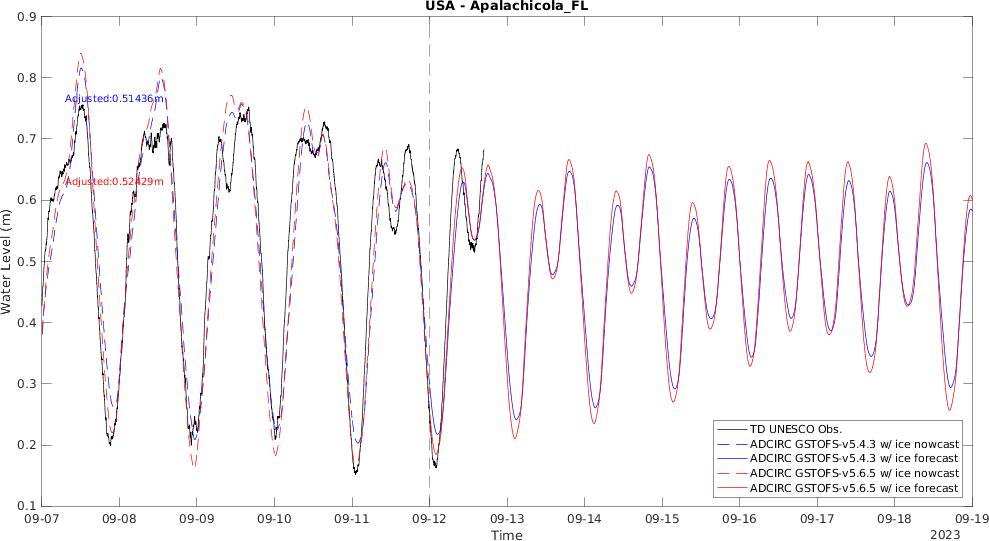 USA - Apalachicola_FL
0.9
0.8
0.7
0.6
0.5
0.4
0.3
0.2
0.1
Water Level (m)
Adjusted:0.51436m
Adjusted:0.52429m
TD UNESCO Obs.
ADCIRC GSTOFS-v5.4.3 w/ ice nowcast
ADCIRC GSTOFS-v5.4.3 w/ ice forecast
ADCIRC GSTOFS-v5.6.5 w/ ice nowcast
ADCIRC GSTOFS-v5.6.5 w/ ice forecast
09-07 09-08 09-09 09-10 09-11 09-12 09-13 09-14 09-15 09-16 09-17 09-18 09-19
Time
2023